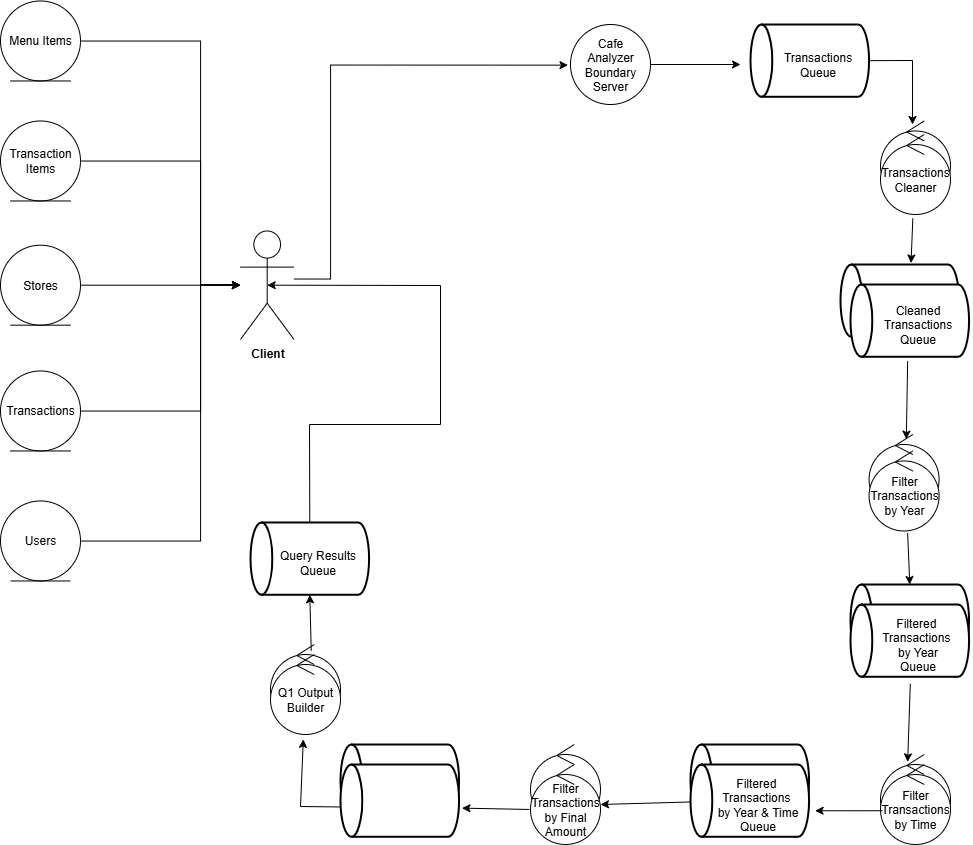 Menu Items
Cafe
Analyzer
Boundary
Server
Transactions
Queue
Transaction
Items
Transactions
Cleaner
Stores
Client
Cleaned
Transactions
Queue
Transactions
Filter
Transactions
by Year
Users
Query Results
Queue
Filtered
Transactions
by Year
Queue
Q1 Output
Builder
Filter
Transactions
by Final
Amount
Filtered
Transactions
by Year & Time
Queue
Filter
Transactions
by Time